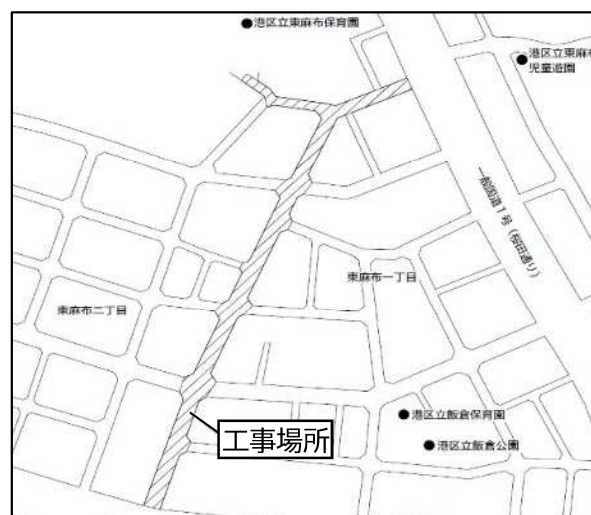 港区立東麻布保育園
港区立東麻布
児童遊園
一般国道1号(桜田通り)
東麻布一丁目
東麻布二丁目
港区立飯倉保育園
港区立飯倉公園
工事場所